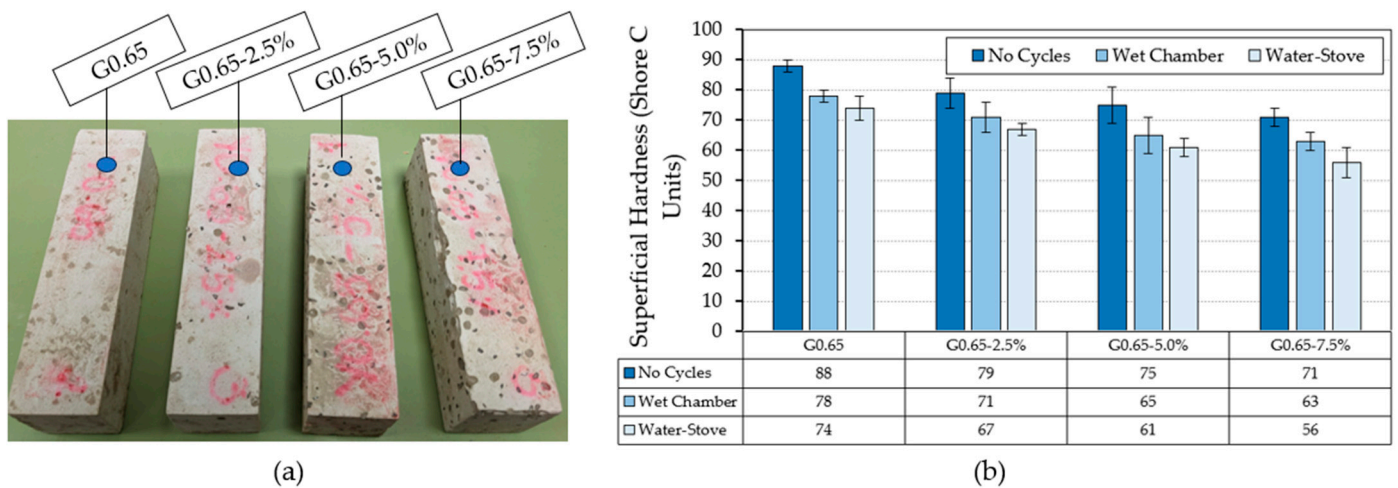 G0.65
G0.65-2.5%
G0.65-5.0%
G0.65-7.5%
(a)
Superficial Hardness (Shore C
Units)
100
90
80
70
60
50
40
30
20
10
0
No Cycles Wet Chamber Water-Stove
G0.65 G0.65-2.5% G0.65-5.0% G0.65-7.5%
No Cycles 88 79 75 71
Wet Chamber 78 71 65 63
Water-Stove 74 67 61 56
(b)